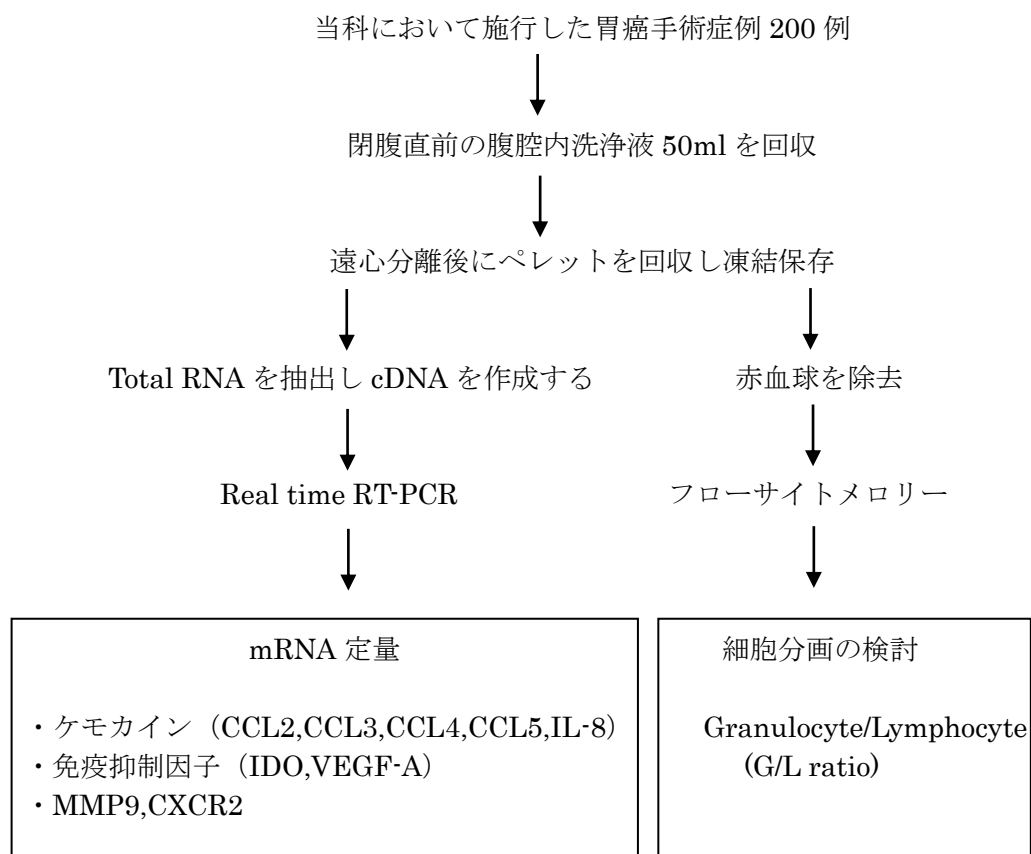 当科において施行した胃癌手術症例 200 例
閉腹直前の腹腔内洗浄液 50ml を回収
遠心分離後にペレットを回収し凍結保存
Total RNA を抽出し cDNA を作成する
赤血球を除去
Real time RT-PCR
フローサイトメロリー
mRNA 定量
・ケモカイン（CCL2,CCL3,CCL4,CCL5,IL-8）
・免疫抑制因子（IDO,VEGF-A）
・MMP9,CXCR2
細胞分画の検討
Granulocyte/Lymphocyte
(G/L ratio)